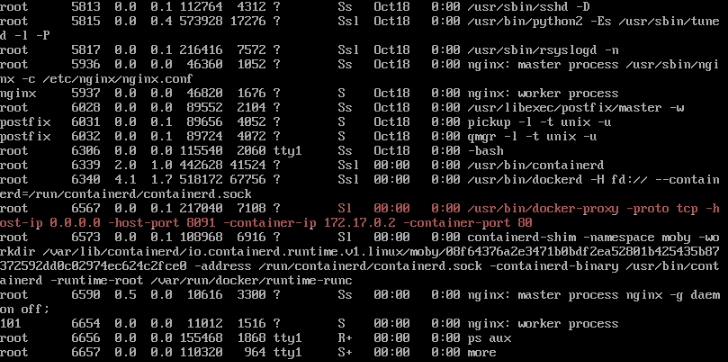 root      5813  0.0  0.1 112764  4312 ?        Ss   Oct18   0:00 /usr/sbin/sshd -D
root      5815  0.0  0.4 573928 17276 ?        Ssl  Oct18   0:00 /usr/bin/python2 -Es /usr/sbin/tune
d -l -P
root      5817  0.0  0.1 216416  7572 ?        Ssl  Oct18   0:00 /usr/sbin/rsyslogd -n
root      5936  0.0  0.0  46360  1052 ?        Ss   Oct18   0:00 nginx: master process /usr/sbin/ngi
nx -c /etc/nginx/nginx.conf
nginx     5937  0.0  0.0  46820  1676 ?        S    Oct18   0:00 nginx: worker process
root      6028  0.0  0.0  89552  2104 ?        Ss   Oct18   0:00 /usr/libexec/postfix/master -w
postfix   6031  0.0  0.1  89656  4052 ?        S    Oct18   0:00 pickup -l -t unix -u
postfix   6032  0.0  0.1  89724  4072 ?        S    Oct18   0:00 qmgr -l -t unix -u
root      6306  0.0  0.0 115540  2060 tty1     Ss   Oct18   0:00 -bash
root      6339  2.0  1.0 442628 41524 ?        Ssl  00:00   0:00 /usr/bin/containerd
root      6340  4.1  1.7 518172 67756 ?        Ssl  00:00   0:00 /usr/bin/dockerd -H fd:// --contain
erd=/run/containerd/containerd.sock
root      6567  0.0  0.1 217040  7108 ?        Sl   00:00   0:00 /usr/bin/docker-proxy -proto tcp -h
ost-ip 0.0.0.0 -host-port 8091 -container-ip 172.17.0.2 -container-port 80
root      6573  0.0  0.1 108968  6916 ?        Sl   00:00   0:00 containerd-shim -namespace moby -wo
rkdir /var/lib/containerd/io.containerd.runtime.v1.linux/moby/08f64376a2e3471b0bdf2ea52801b425435b87
372592dd0c02974ec624c2fce0 -address /run/containerd/containerd.sock -containerd-binary /usr/bin/cont
ainerd -runtime-root /var/run/docker/runtime-runc
root      6590  0.5  0.0  10616  3300 ?        Ss   00:00   0:00 nginx: master process nginx -g daem
on off;
101       6654  0.0  0.0  11012  1516 ?        S    00:00   0:00 nginx: worker process
root      6656  0.0  0.0 155468  1868 tty1     R+   00:00   0:00 ps aux
root      6657  0.0  0.0 110320   964 tty1     S+   00:00   0:00 more